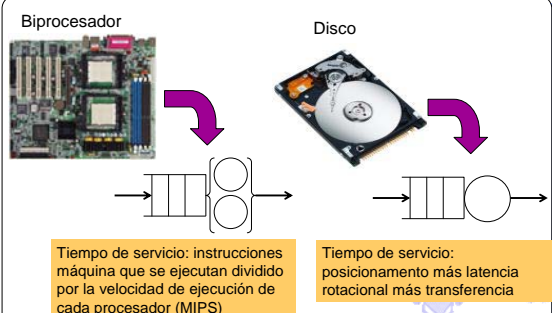 Biprocesador
Disco
Tiempo de servicio: instrucciones
máquina que se ejecutan dividido
por la velocidad de ejecución de
cada procesador (MIPS)
Tiempo de servicio:
posicionamento más latencia
rotacional más transferencia